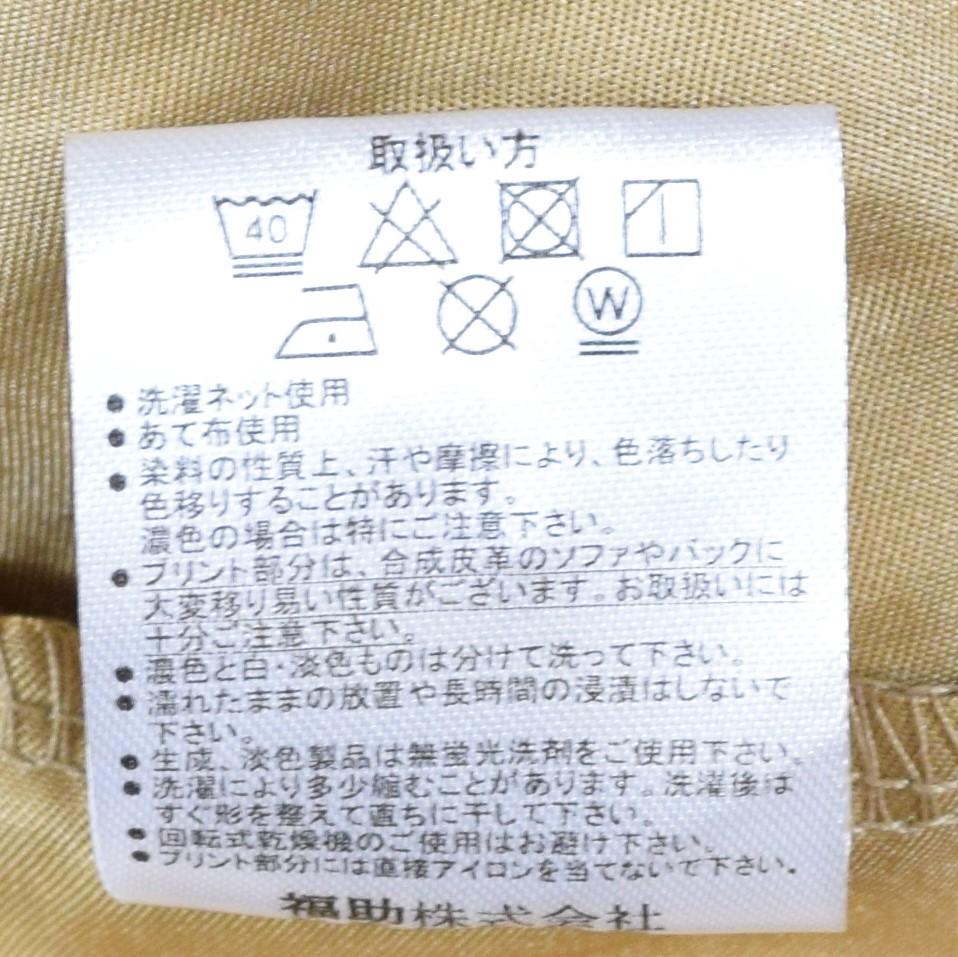 取扱い方
40
W
● 洗濯ネット使用
● あて布使用
● 染料の性質上、汗や摩擦により、色落ちしたり
色移りすることがあります。
濃色の場合は特にご注意下さい。
● プリント部分は、合成皮革のソファやバックに
大変移り易い性質がございます。お取扱いには
十分ご注意下さい。
● 濃色と白・淡色ものは分けて洗って下さい。
● 濡れたままの放置や長時間の浸漬はしないで
下さい。
● 生成、淡色製品は無蛍光洗剤をご使用下さい。
● 洗濯により多少縮むことがあります。洗濯後は
すぐ形を整えて直ちに干して下さい。
● 回転式乾燥機のご使用はお避け下さい。
● プリント部分には直接アイロンを当てないで下さい。
福助株式会社